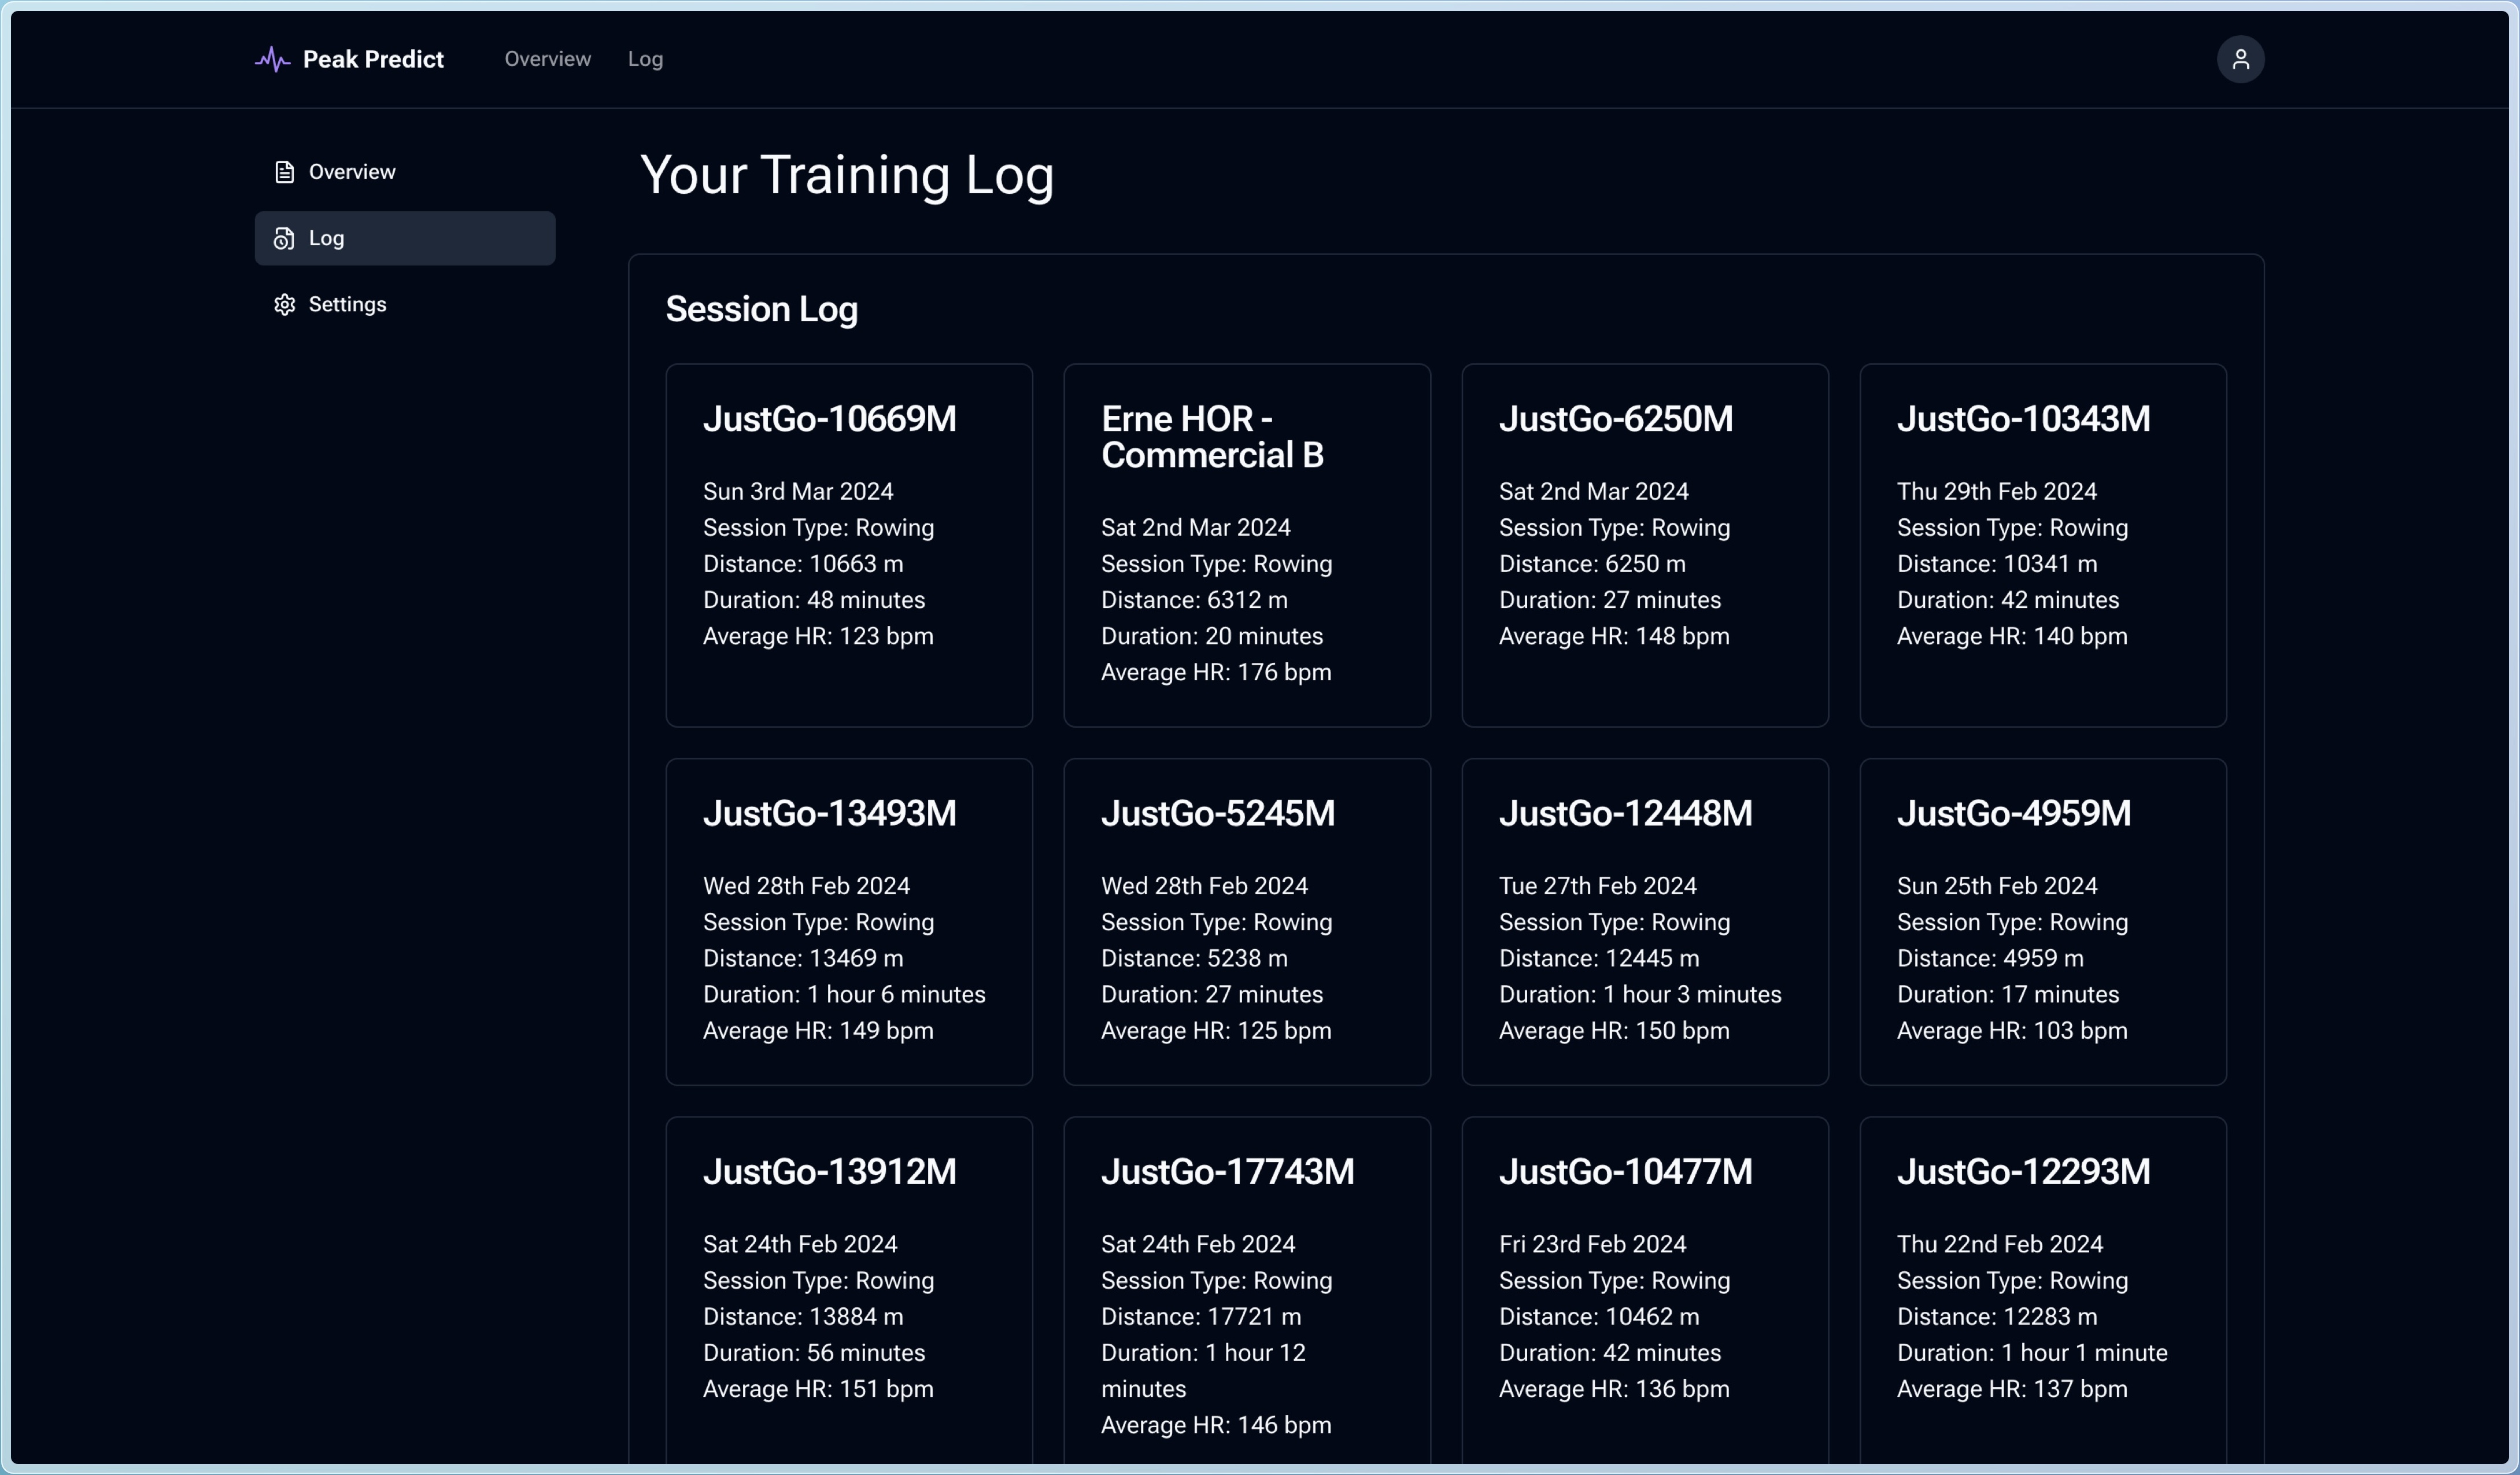 Peak Predict
Overview
Log
Overview
Log
Settings
Your Training Log
Session Log
JustGo-10669M
Sun 3rd Mar 2024
Session Type: Rowing
Distance: 10663 m
Duration: 48 minutes
Average HR: 123 bpm
Erne HOR -
Commercial B
Sat 2nd Mar 2024
Session Type: Rowing
Distance: 6312 m
Duration: 20 minutes
Average HR: 176 bpm
JustGo-6250M
Sat 2nd Mar 2024
Session Type: Rowing
Distance: 6250 m
Duration: 27 minutes
Average HR: 148 bpm
JustGo-10343M
Thu 29th Feb 2024
Session Type: Rowing
Distance: 10341 m
Duration: 42 minutes
Average HR: 140 bpm
JustGo-13493M
Wed 28th Feb 2024
Session Type: Rowing
Distance: 13469 m
Duration: 1 hour 6 minutes
Average HR: 149 bpm
JustGo-5245M
Wed 28th Feb 2024
Session Type: Rowing
Distance: 5238 m
Duration: 27 minutes
Average HR: 125 bpm
JustGo-12448M
Tue 27th Feb 2024
Session Type: Rowing
Distance: 12445 m
Duration: 1 hour 3 minutes
Average HR: 150 bpm
JustGo-4959M
Sun 25th Feb 2024
Session Type: Rowing
Distance: 4959 m
Duration: 17 minutes
Average HR: 103 bpm
JustGo-13912M
Sat 24th Feb 2024
Session Type: Rowing
Distance: 13884 m
Duration: 56 minutes
Average HR: 151 bpm
JustGo-17743M
Sat 24th Feb 2024
Session Type: Rowing
Distance: 17721 m
Duration: 1 hour 12
minutes
Average HR: 146 bpm
JustGo-10477M
Fri 23rd Feb 2024
Session Type: Rowing
Distance: 10462 m
Duration: 42 minutes
Average HR: 136 bpm
JustGo-12293M
Thu 22nd Feb 2024
Session Type: Rowing
Distance: 12283 m
Duration: 1 hour 1 minute
Average HR: 137 bpm